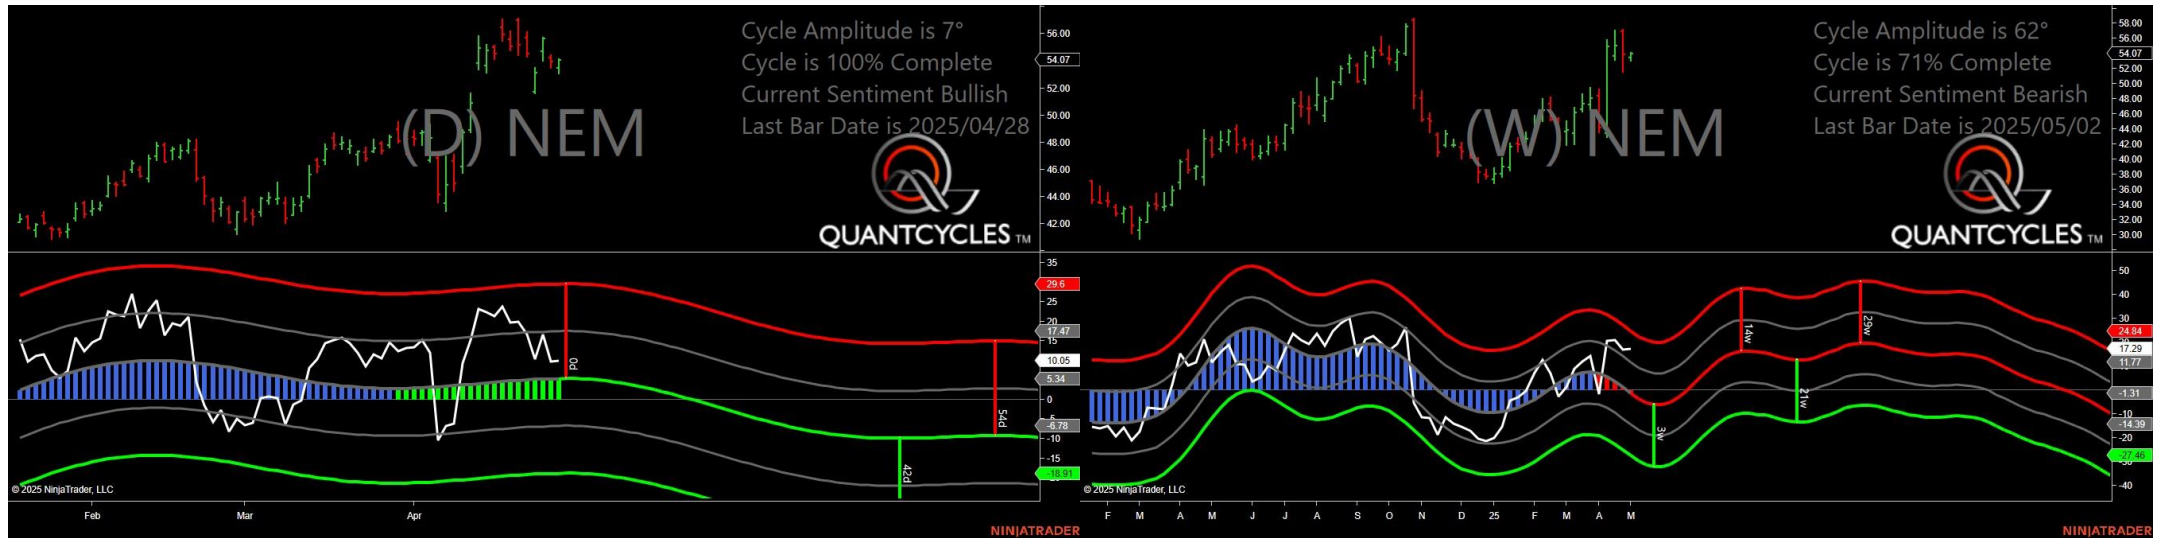 Cycle Amplitude is 7°
Cycle is 100% Complete
Current Sentiment Bullish
Last Bar Date is 2025/04/28
(D) NEM
QUANTCYCLES TM
56.00
54.07
52.00
50.00
48.00
46.00
44.00
42.00
35
29.6
25
20
17.47
15
10.05
5.34
0
-5
-6.78
-10
-15
-18.91
0d
42d
54d
© 2025 NinjaTrader, LLC
Feb Mar Apr
NINJATRADER
Cycle Amplitude is 62°
Cycle is 71% Complete
Current Sentiment Bearish
Last Bar Date is 2025/05/02
(W) NEM
QUANTCYCLES TM
58.00
56.00
54.07
52.00
50.00
48.00
46.00
44.00
42.00
40.00
38.00
36.00
34.00
32.00
30.00
50
40
30
24.84
17.29
11.77
-1.31
-10
-14.39
-20
-27.46
-40
3w
14w
21w
29w
© 2025 NinjaTrader, LLC
F M A M J J A S O N D 25 F M A M
NINJATRADER